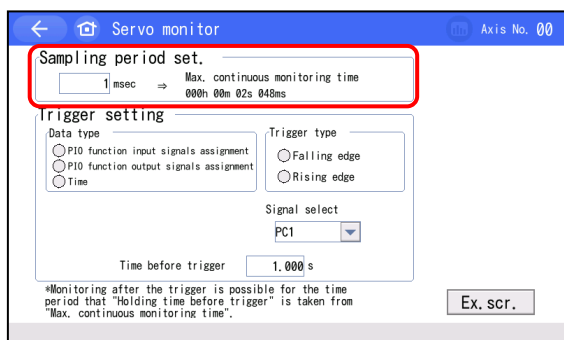 Servo monitor
Axis No. 00
Sampling period set.
1 msec ⇒ Max. continuous monitoring time
000h 00m 02s 048ms
Trigger setting
Data type
PIO function input signals assignment
PIO function output signals assignment
Time
Trigger type
Falling edge
Rising edge
Signal select
PC1
Time before trigger 1.000 s
*Monitoring after the trigger is possible for the time
period that "Holding time before trigger" is taken from
"Max. continuous monitoring time".
Ex.scr.